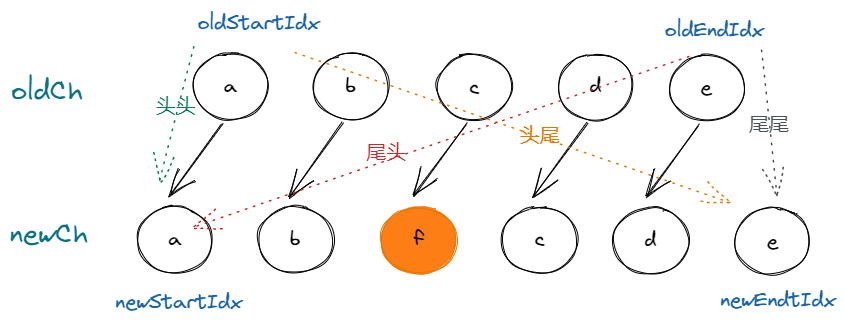 oldStartIdx
oldEndIdx
oldCh a b c d e
头头 尾头 头尾 尾尾
newCh a b f c d e
newStartIdx
newEndtIdx